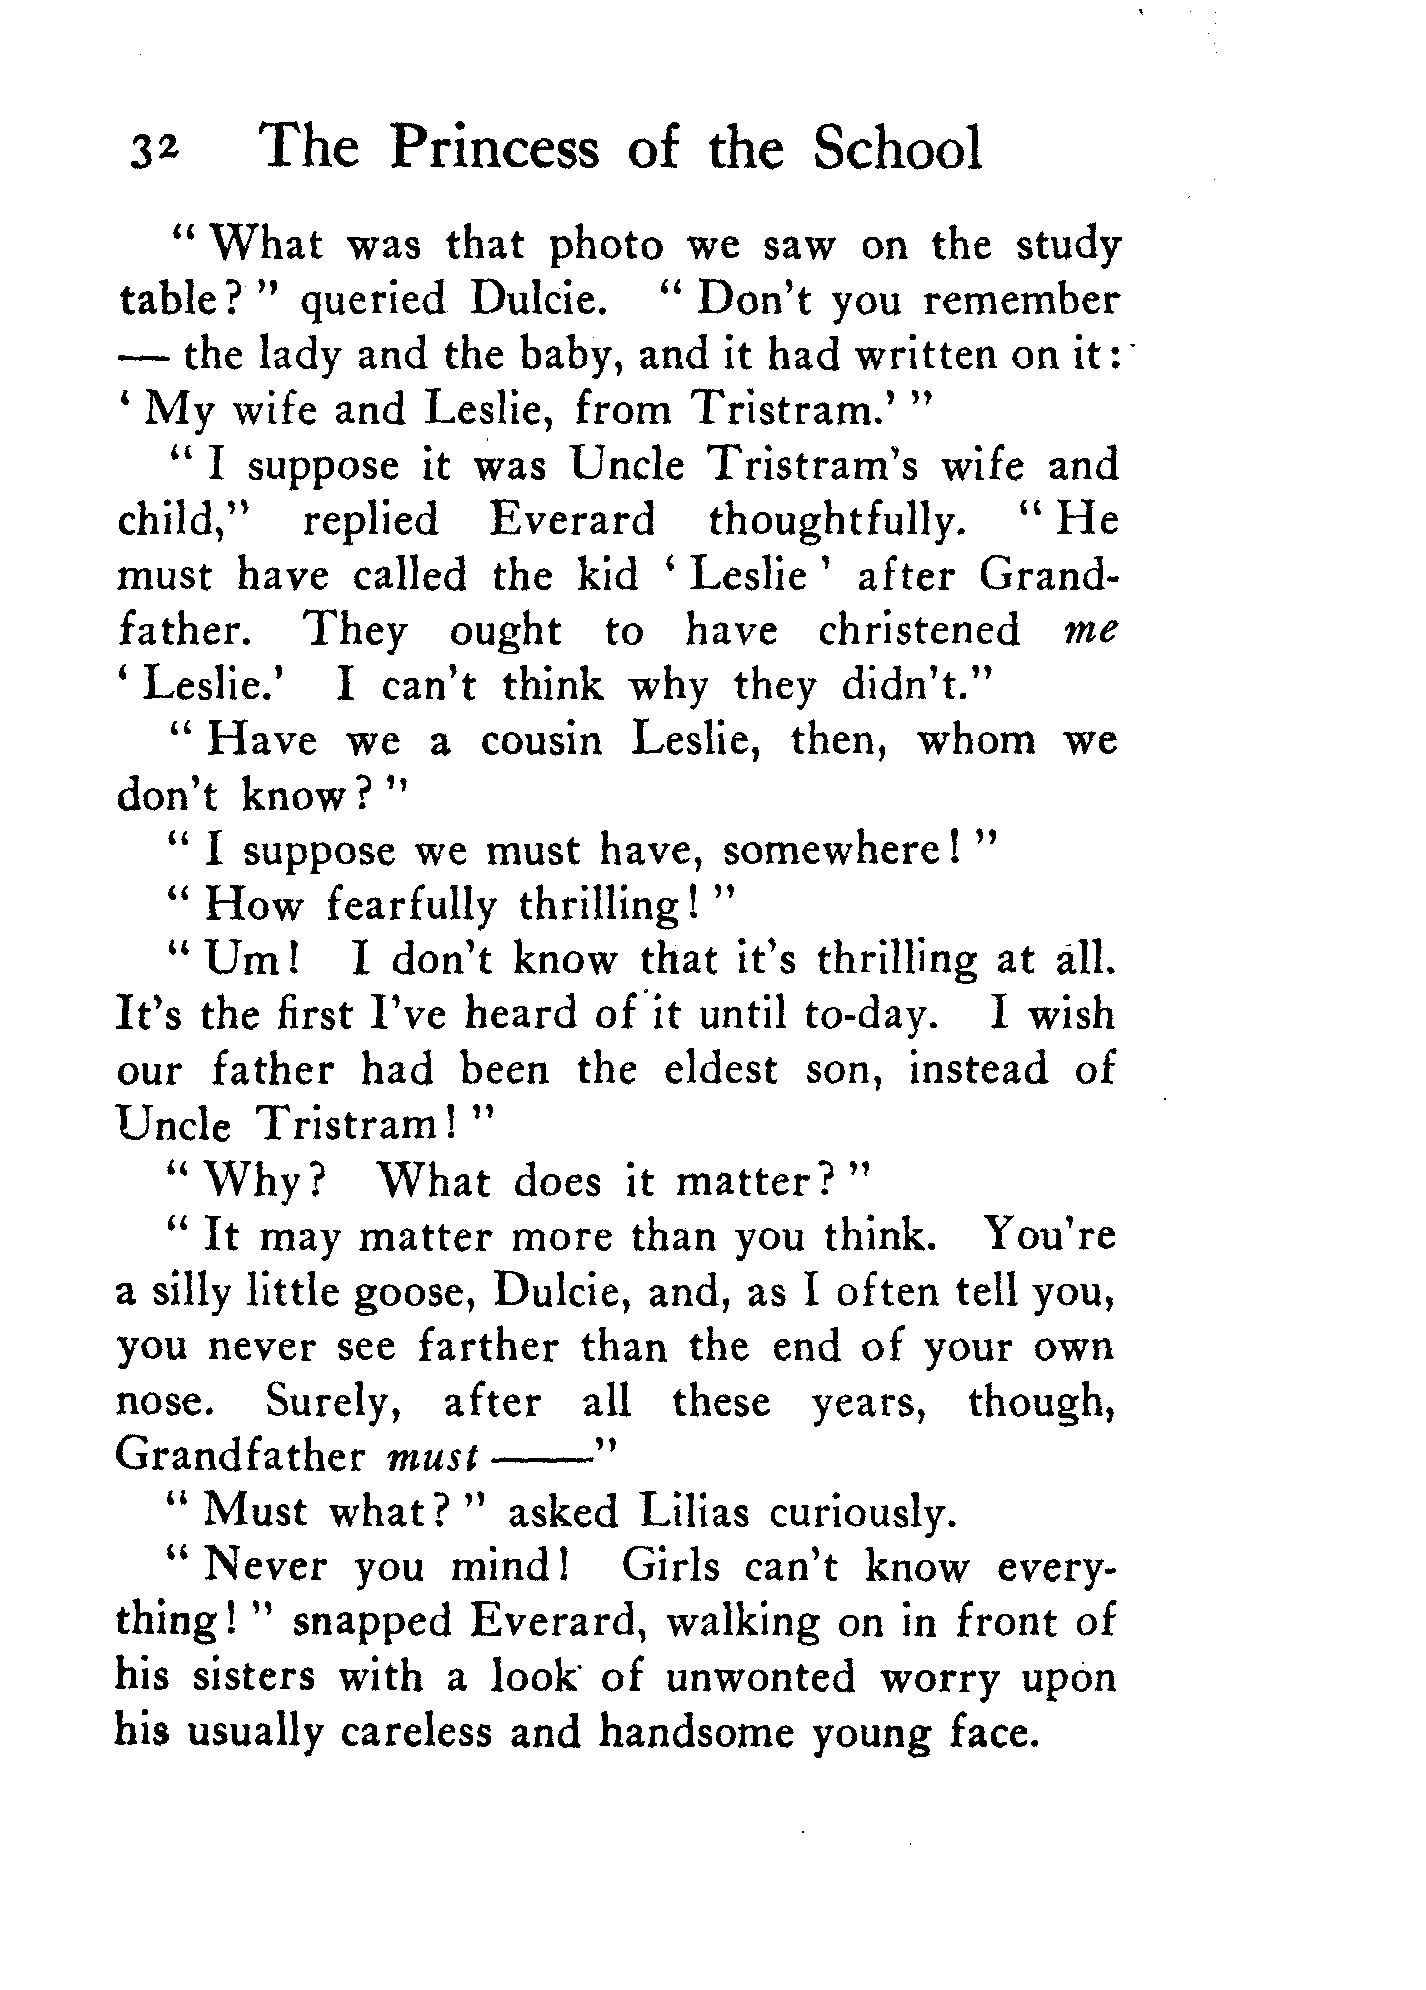 32 The Princess of the School
“ What was that photo we saw on the study
table? ” queried Dulcie. “ Don't you remember
— the lady and the baby, and it had written on it:
‘ My wife and Leslie, from Tristram.’ ”
“ I suppose it was Uncle Tristram's wife and
child,” replied Everard thoughtfully. “ He
must have called the kid ‘ Leslie ’ after Grand-
father. They ought to have christened me
‘ Leslie.’ I can't think why they didn't.”
“ Have we a cousin Leslie, then, whom we
don't know? ”
“ I suppose we must have, somewhere! ”
“ How fearfully thrilling! ”
“ Um! I don't know that it's thrilling at all.
It's the first I've heard of it until to-day. I wish
our father had been the eldest son, instead of
Uncle Tristram! ”
“ Why? What does it matter? ”
“ It may matter more than you think. You're
a silly little goose, Dulcie, and, as I often tell you,
you never see farther than the end of your own
nose. Surely, after all these years, though,
Grandfather must ——”
“ Must what? ” asked Lilias curiously.
“ Never you mind! Girls can't know every-
thing! ” snapped Everard, walking on in front of
his sisters with a look of unwonted worry upon
his usually careless and handsome young face.